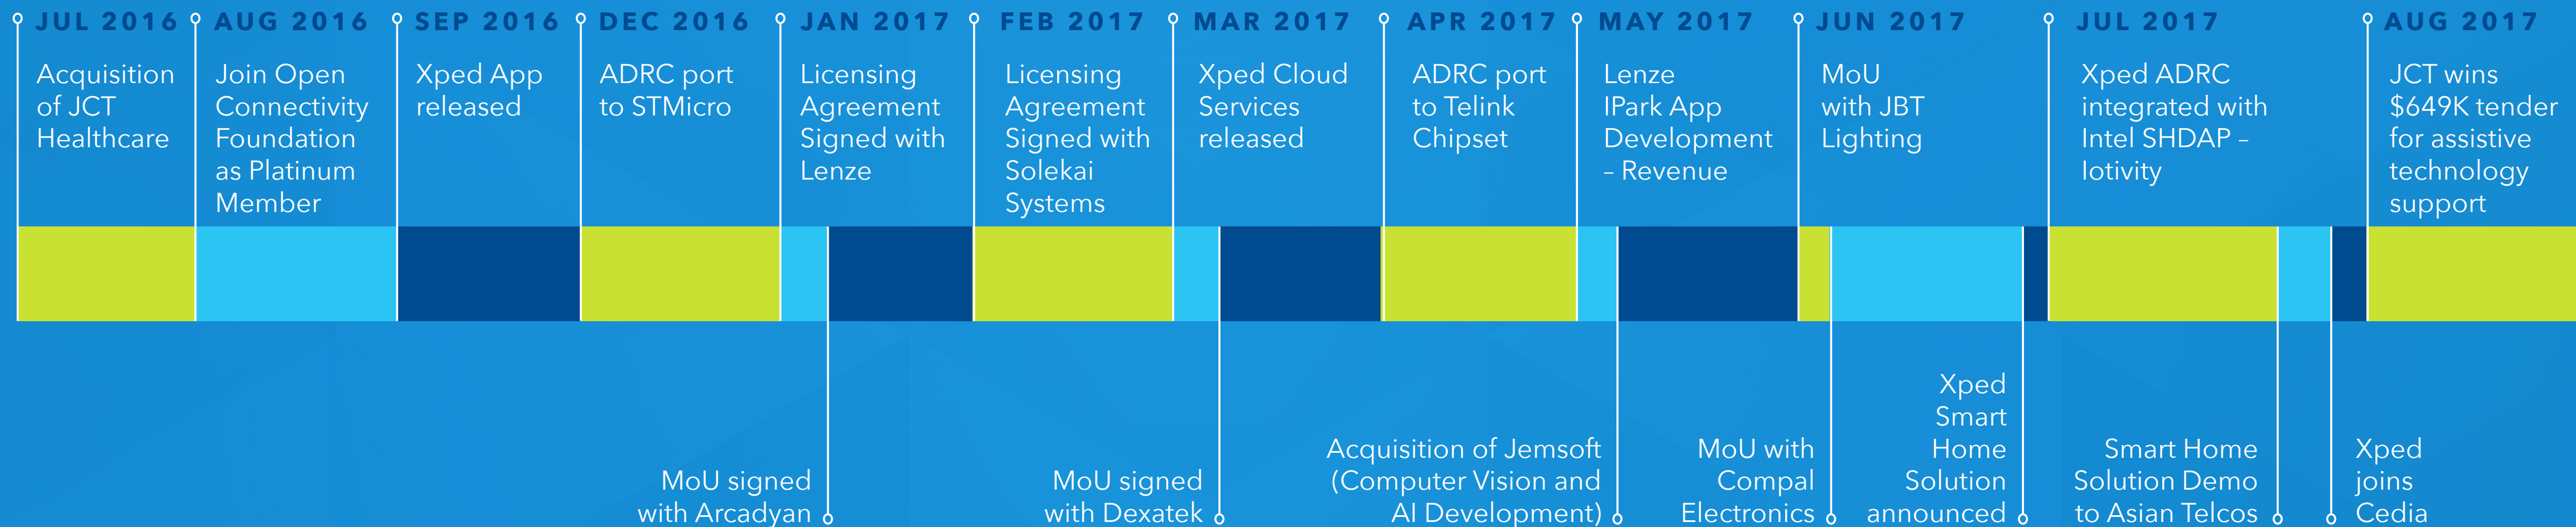 JUL 2016
Acquisition
of JCT
Healthcare
AUG 2016
Join Open
Connectivity
Foundation
as Platinum
Member
SEP 2016
Xped App
released
DEC 2016
ADRC port
to STMicro
JAN 2017
Licensing
Agreement
Signed with
Lenze
FEB 2017
Licensing
Agreement
Signed with
Solekai
Systems
MAR 2017
Xped Cloud
Services
released
APR 2017
ADRC port
to Telink
Chipset
MAY 2017
Lenze
IPark App
Development
– Revenue
JUN 2017
MoU
with JBT
Lighting
JUL 2017
Xped ADRC
integrated with
Intel SHDAP –
Iotivity
AUG 2017
JCT wins
$649K tender
for assistive
technology
support
MoU signed
with Arcadyan
MoU signed
with Dexatek
Acquisition of Jemsoft
(Computer Vision and
AI Development)
MoU with
Compal
Electronics
Xped
Smart
Home
Solution
announced
Smart Home
Solution Demo
to Asian Telcos
Xped
joins
Cedia